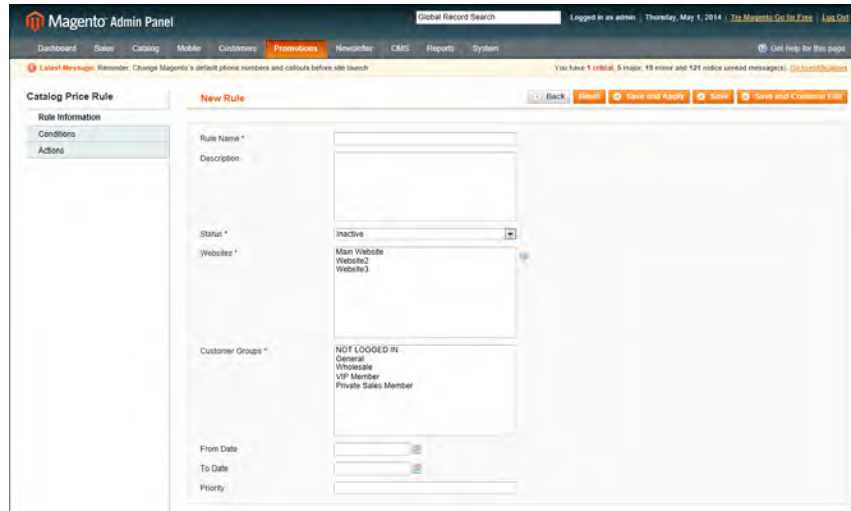 Magento Admin Panel
Global Record Search
Logged in as admin | Thursday, May 1, 2014 | Try Magento Go for Free | Log Out
Dashboard Sales Catalog Mobile Customers Promotions Newsletter CMS Reports System
Get help for this page
Latest Message: Reminder: Change Magento's default phone numbers and callouts before site launch
You have 1 critical, 5 major, 15 minor and 121 notice unread message(s).
Catalog Price Rule
Rule Information
Conditions
Actions
New Rule
Back Reset Save and Apply Save Save and Continue Edit
Rule Name *
Description
Status *
Inactive
Websites *
Main Website
Website2
Website3
Customer Groups *
NOT LOGGED IN
General
Wholesale
VIP Member
Private Sales Member
From Date
To Date
Priority